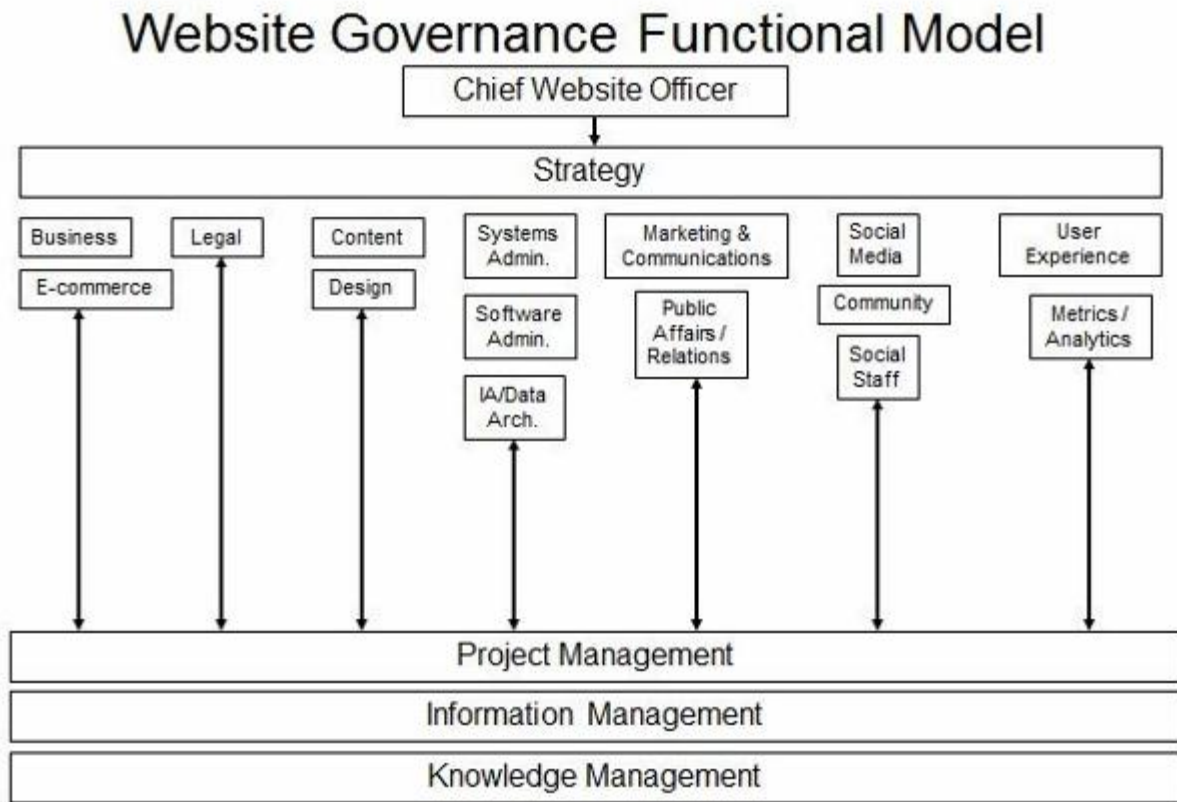 Website Governance Functional Model
Chief Website Officer
Strategy
Business
E-commerce
Legal
Content
Design
Systems
Admin.
Software
Admin.
IA/Data
Arch.
Marketing &
Communications
Public
Affairs /
Relations
Social
Media
Community
Social
Staff
User
Experience
Metrics /
Analytics
Project Management
Information Management
Knowledge Management